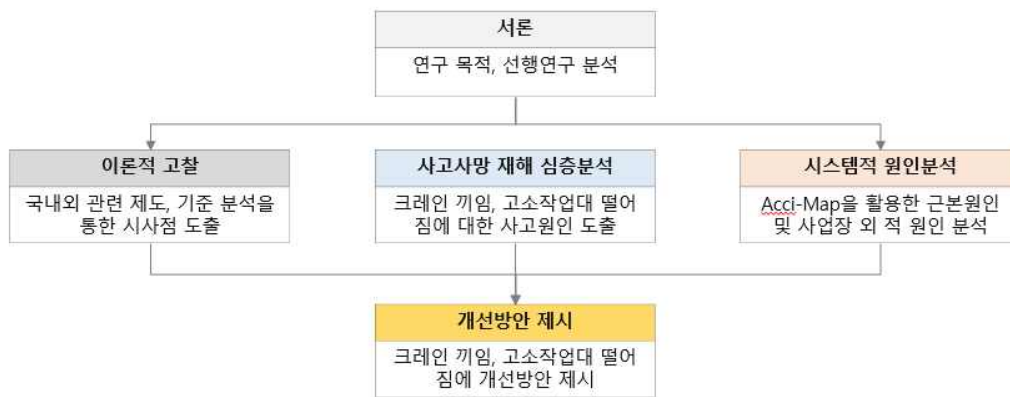 서론
연구 목적, 선행연구 분석
이론적 고찰
국내외 관련 제도, 기준 분석을
통한 시사점 도출
사고사망 재해 심층분석
크레인 끼임, 고소작업대 떨어
짐에 대한 사고원인 도출
시스템적 원인분석
Acci-Map을 활용한 근본원인
및 사업장 외 적 원인 분석
개선방안 제시
크레인 끼임, 고소작업대 떨어
짐에 개선방안 제시